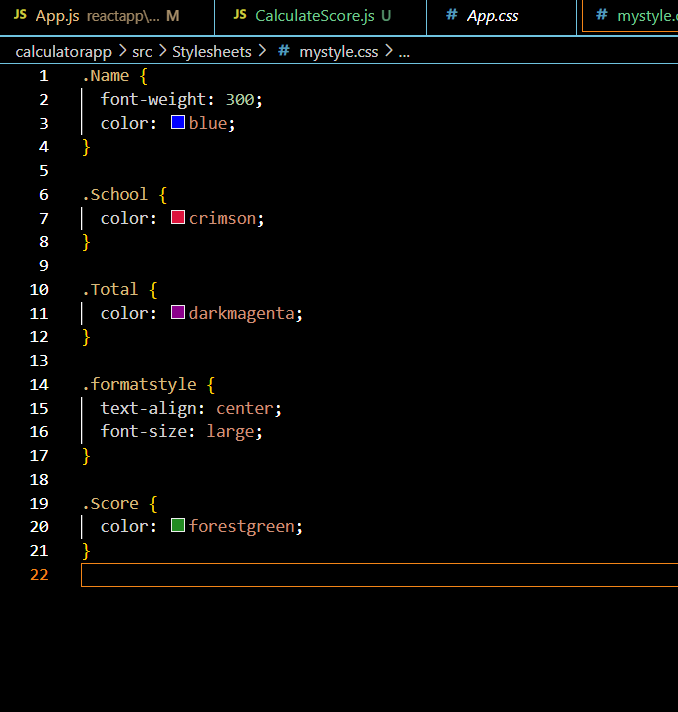 JS App.js reactapp\... M JS CalculateScore.js U # App.css # mystyle.
calculatorapp > src > Stylesheets > # mystyle.css > ...
1 .Name {
2 font-weight: 300;
3 color: blue;
4 }
5
6 .School {
7 color: crimson;
8 }
9
10 .Total {
11 color: darkmagenta;
12 }
13
14 .formatstyle {
15 text-align: center;
16 font-size: large;
17 }
18
19 .Score {
20 color: forestgreen;
21 }
22